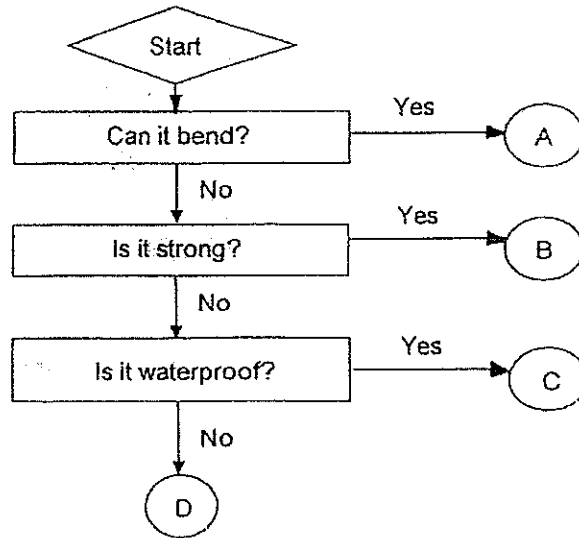 Start
Can it bend?
Yes
A
No
Is it strong?
Yes
B
No
Is it waterproof?
Yes
C
No
D